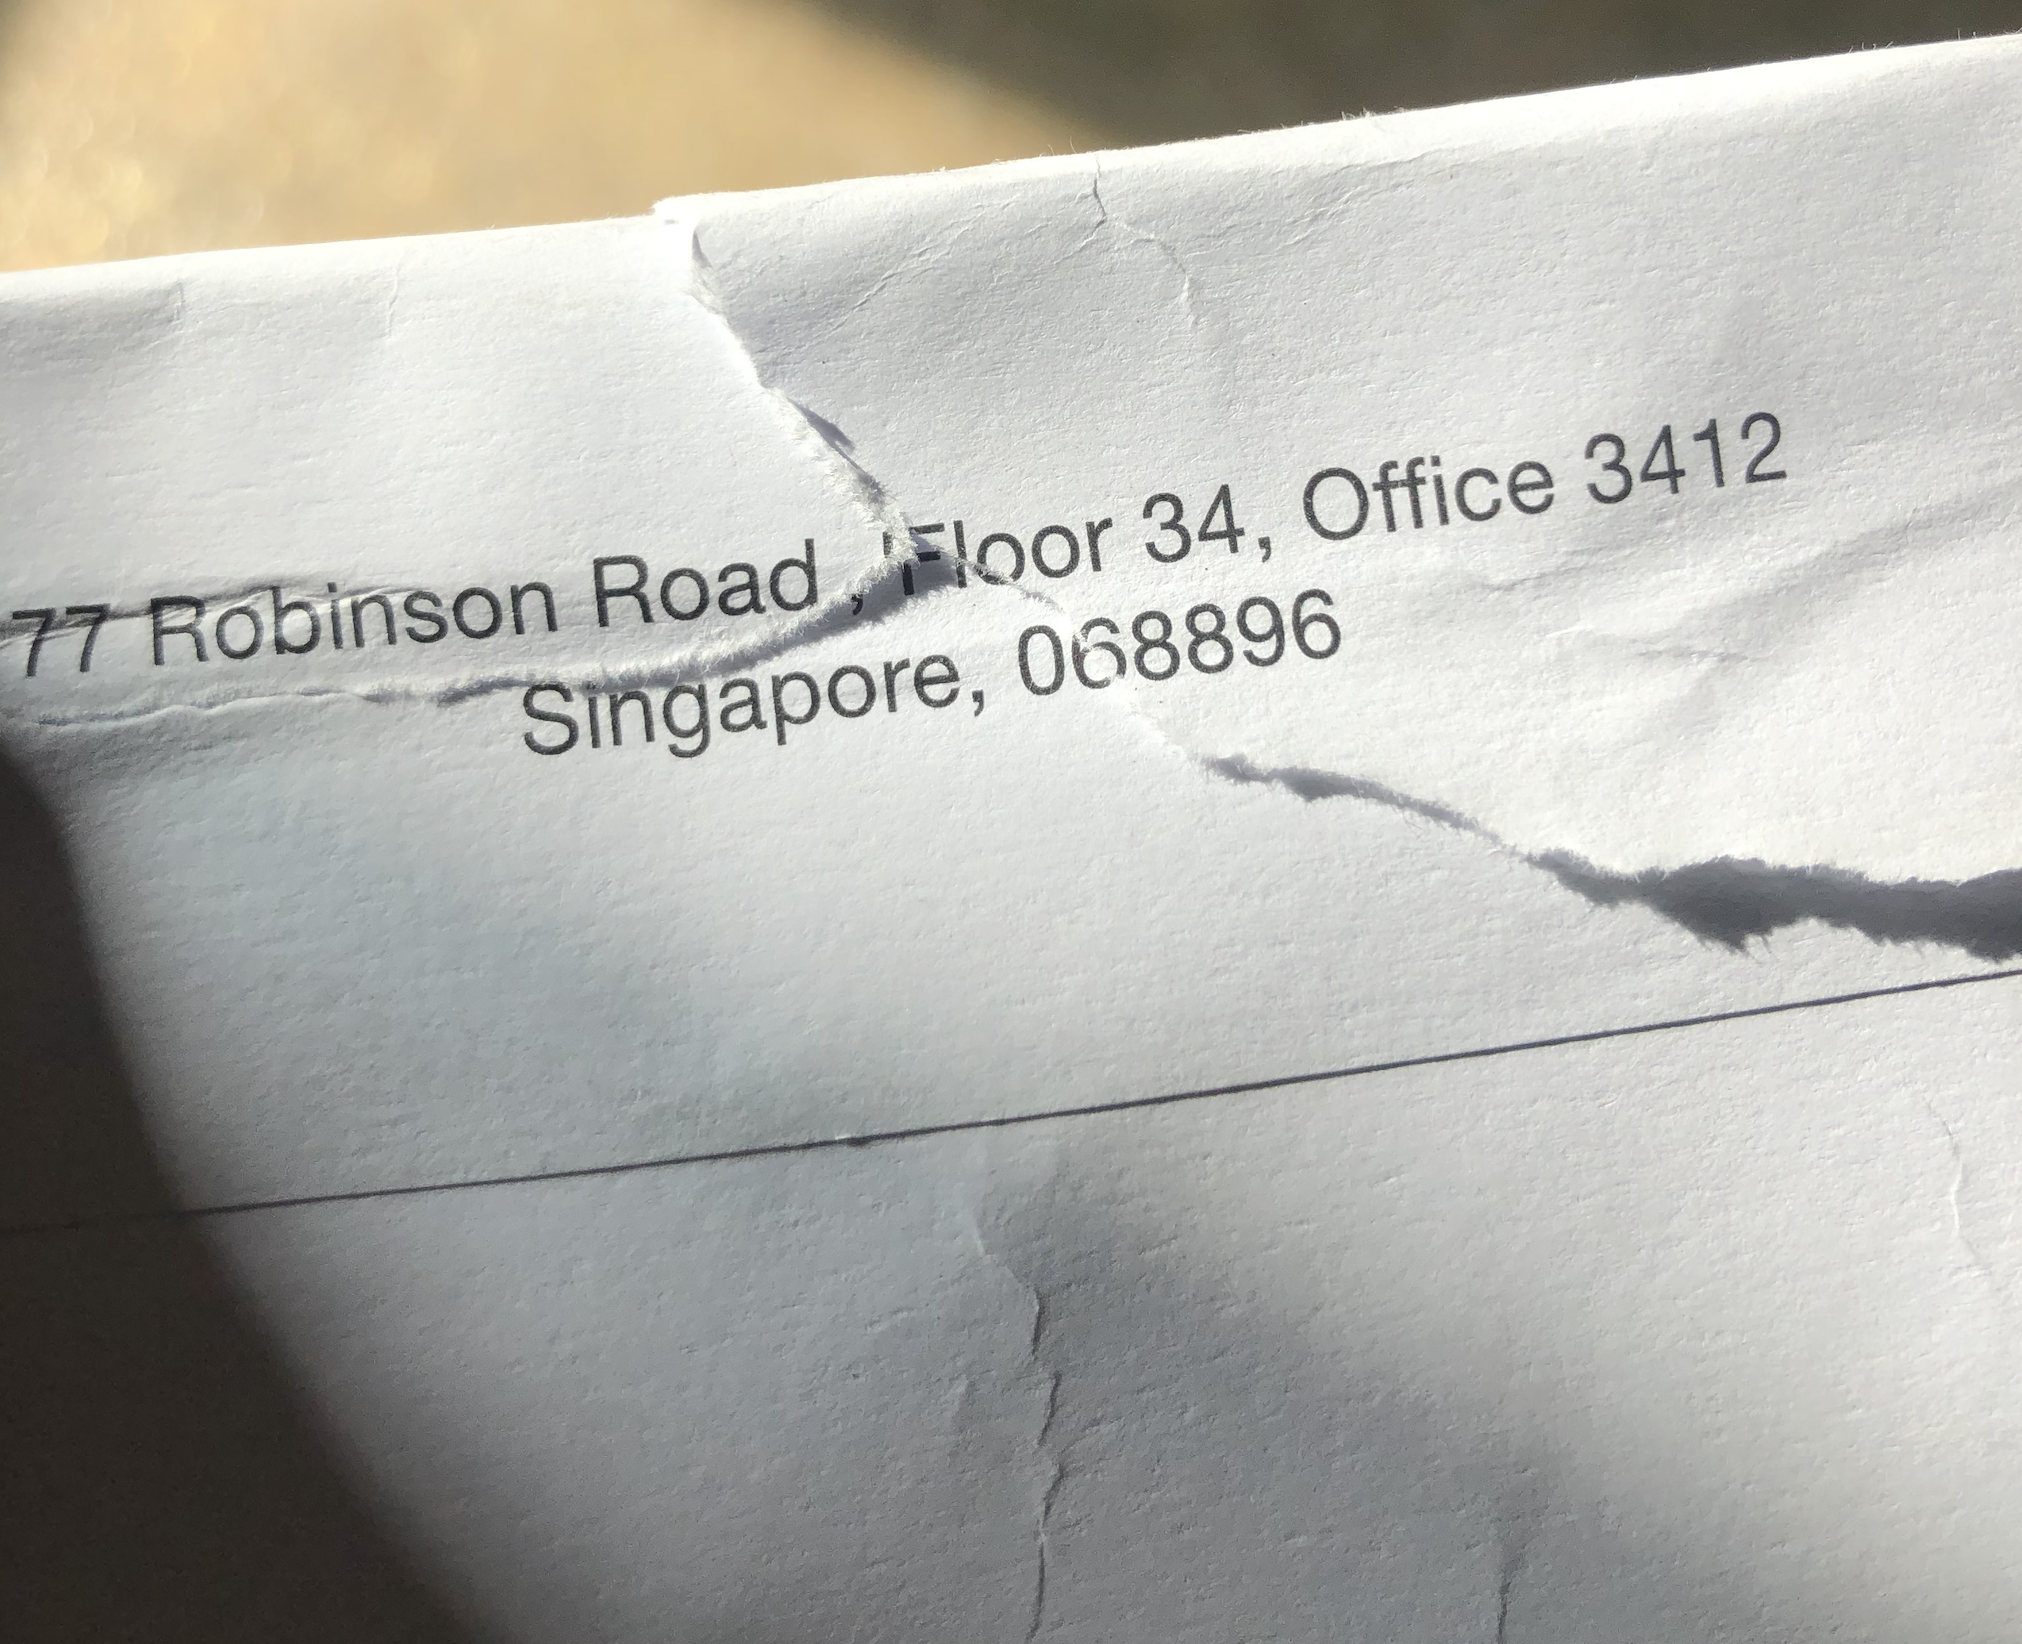 77 Robinson Road , Floor 34, Office 3412
Singapore, 068896